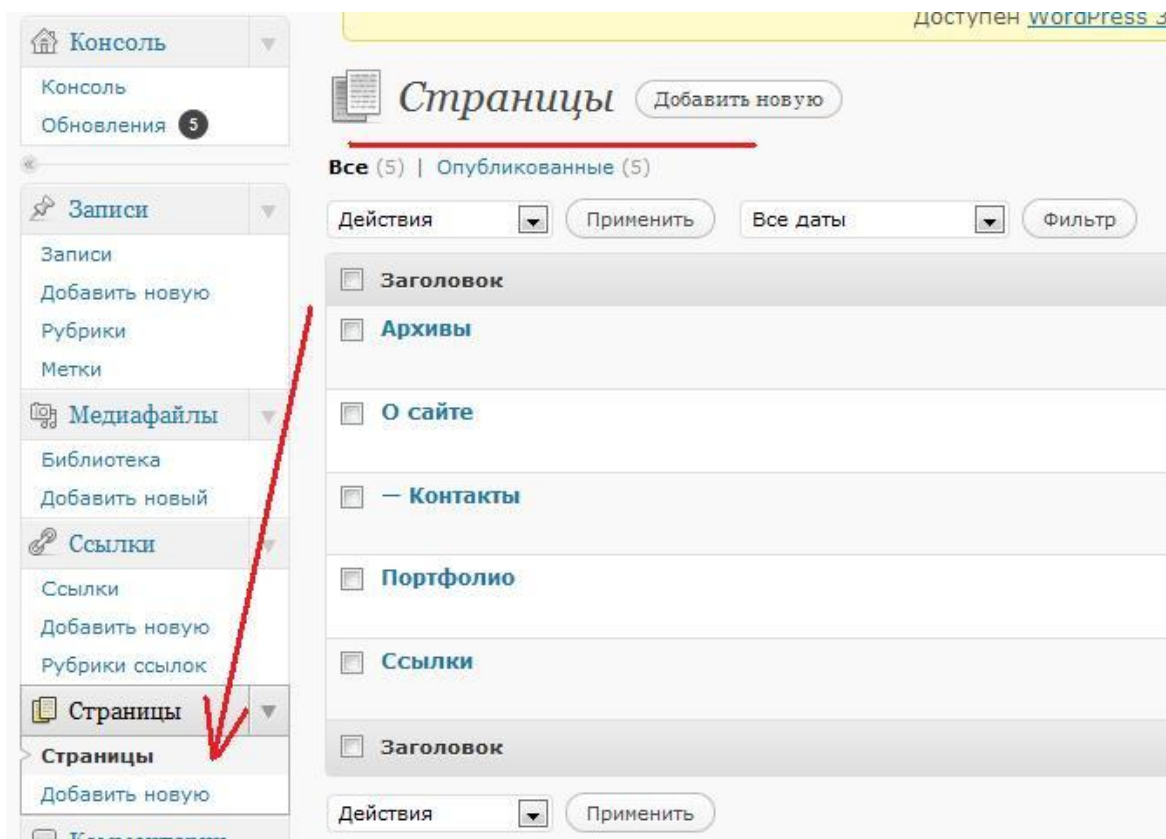 Доступен WordPress 3
Консоль
Консоль
Обновления 5
Записи
Записи
Добавить новую
Рубрики
Метки
Медиафайлы
Библиотека
Добавить новый
Ссылки
Ссылки
Добавить новую
Рубрики ссылок
Страницы
Страницы
Добавить новую
Комментарии
Страницы Добавить новую
Все (5) | Опубликованные (5)
Действия Применить Все даты Фильтр
Заголовок
Архивы
О сайте
— Контакты
Портфолио
Ссылки
Заголовок
Действия Применить